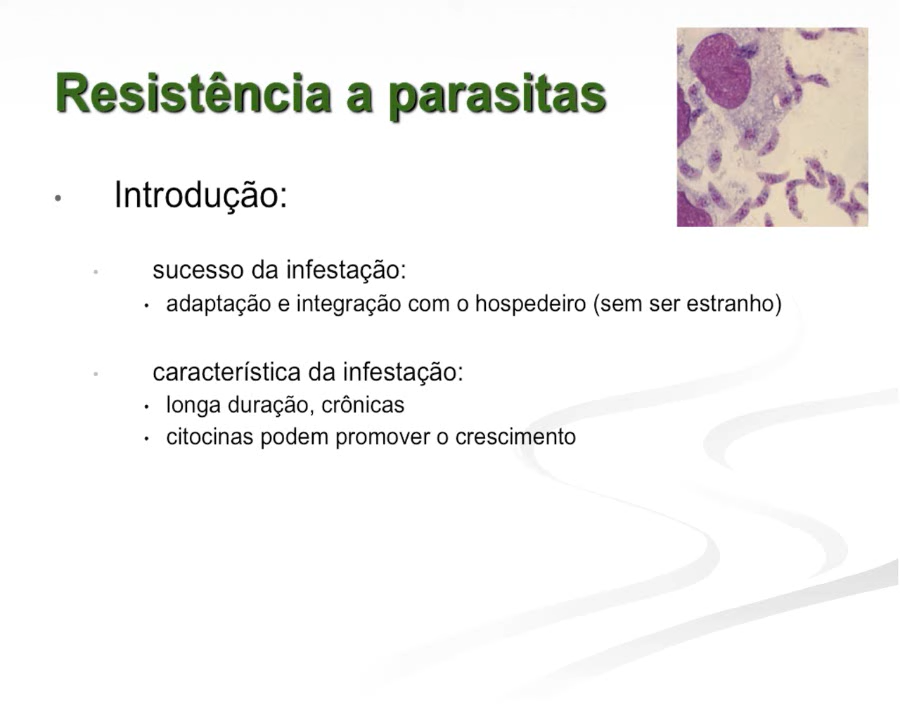 Resistência a parasitas
• Introdução:
• sucesso da infestação:
• adaptação e integração com o hospedeiro (sem ser estranho)
• característica da infestação:
• longa duração, crônicas
• citocinas podem promover o crescimento